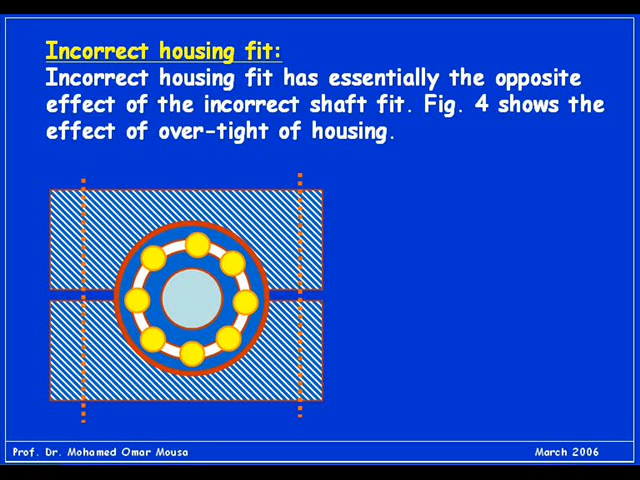 Incorrect housing fit:
Incorrect housing fit has essentially the opposite
effect of the incorrect shaft fit. Fig. 4 shows the
effect of over-tight of housing.
Prof. Dr. Mohamed Omar Mousa
March 2006